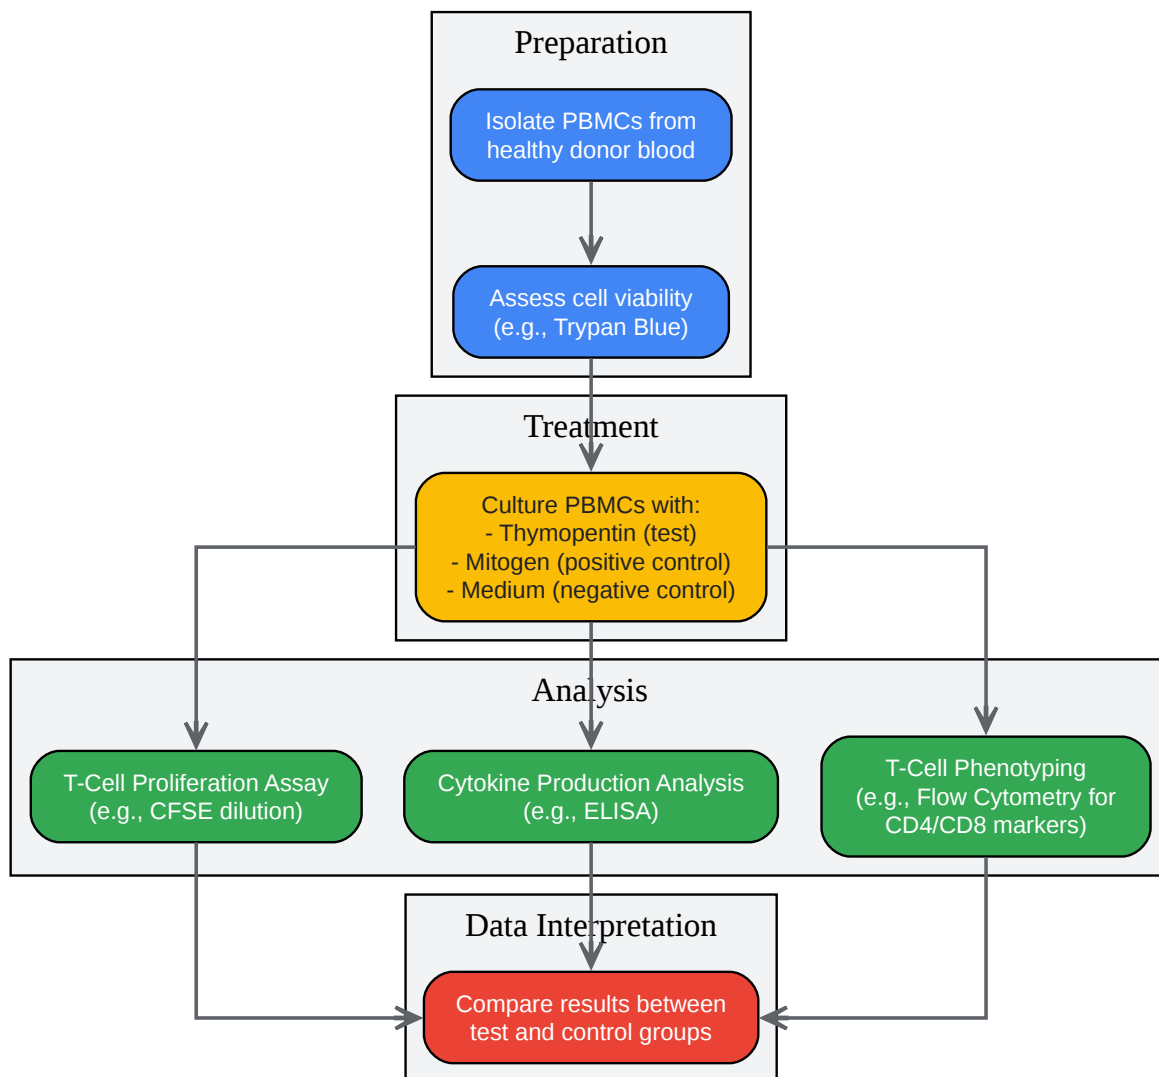 Preparation
Isolate PBMCs from
healthy donor blood
Assess cell viability
(e.g., Trypan Blue)
Treatment
Culture PBMCs with:
- Thymopentin (test)
- Mitogen (positive control)
- Medium (negative control)
Analysis
T-Cell Proliferation Assay
(e.g., CFSE dilution)
Cytokine Production Analysis
(e.g., ELISA)
T-Cell Phenotyping
(e.g., Flow Cytometry for
CD4/CD8 markers)
Data Interpretation
Compare results between
test and control groups